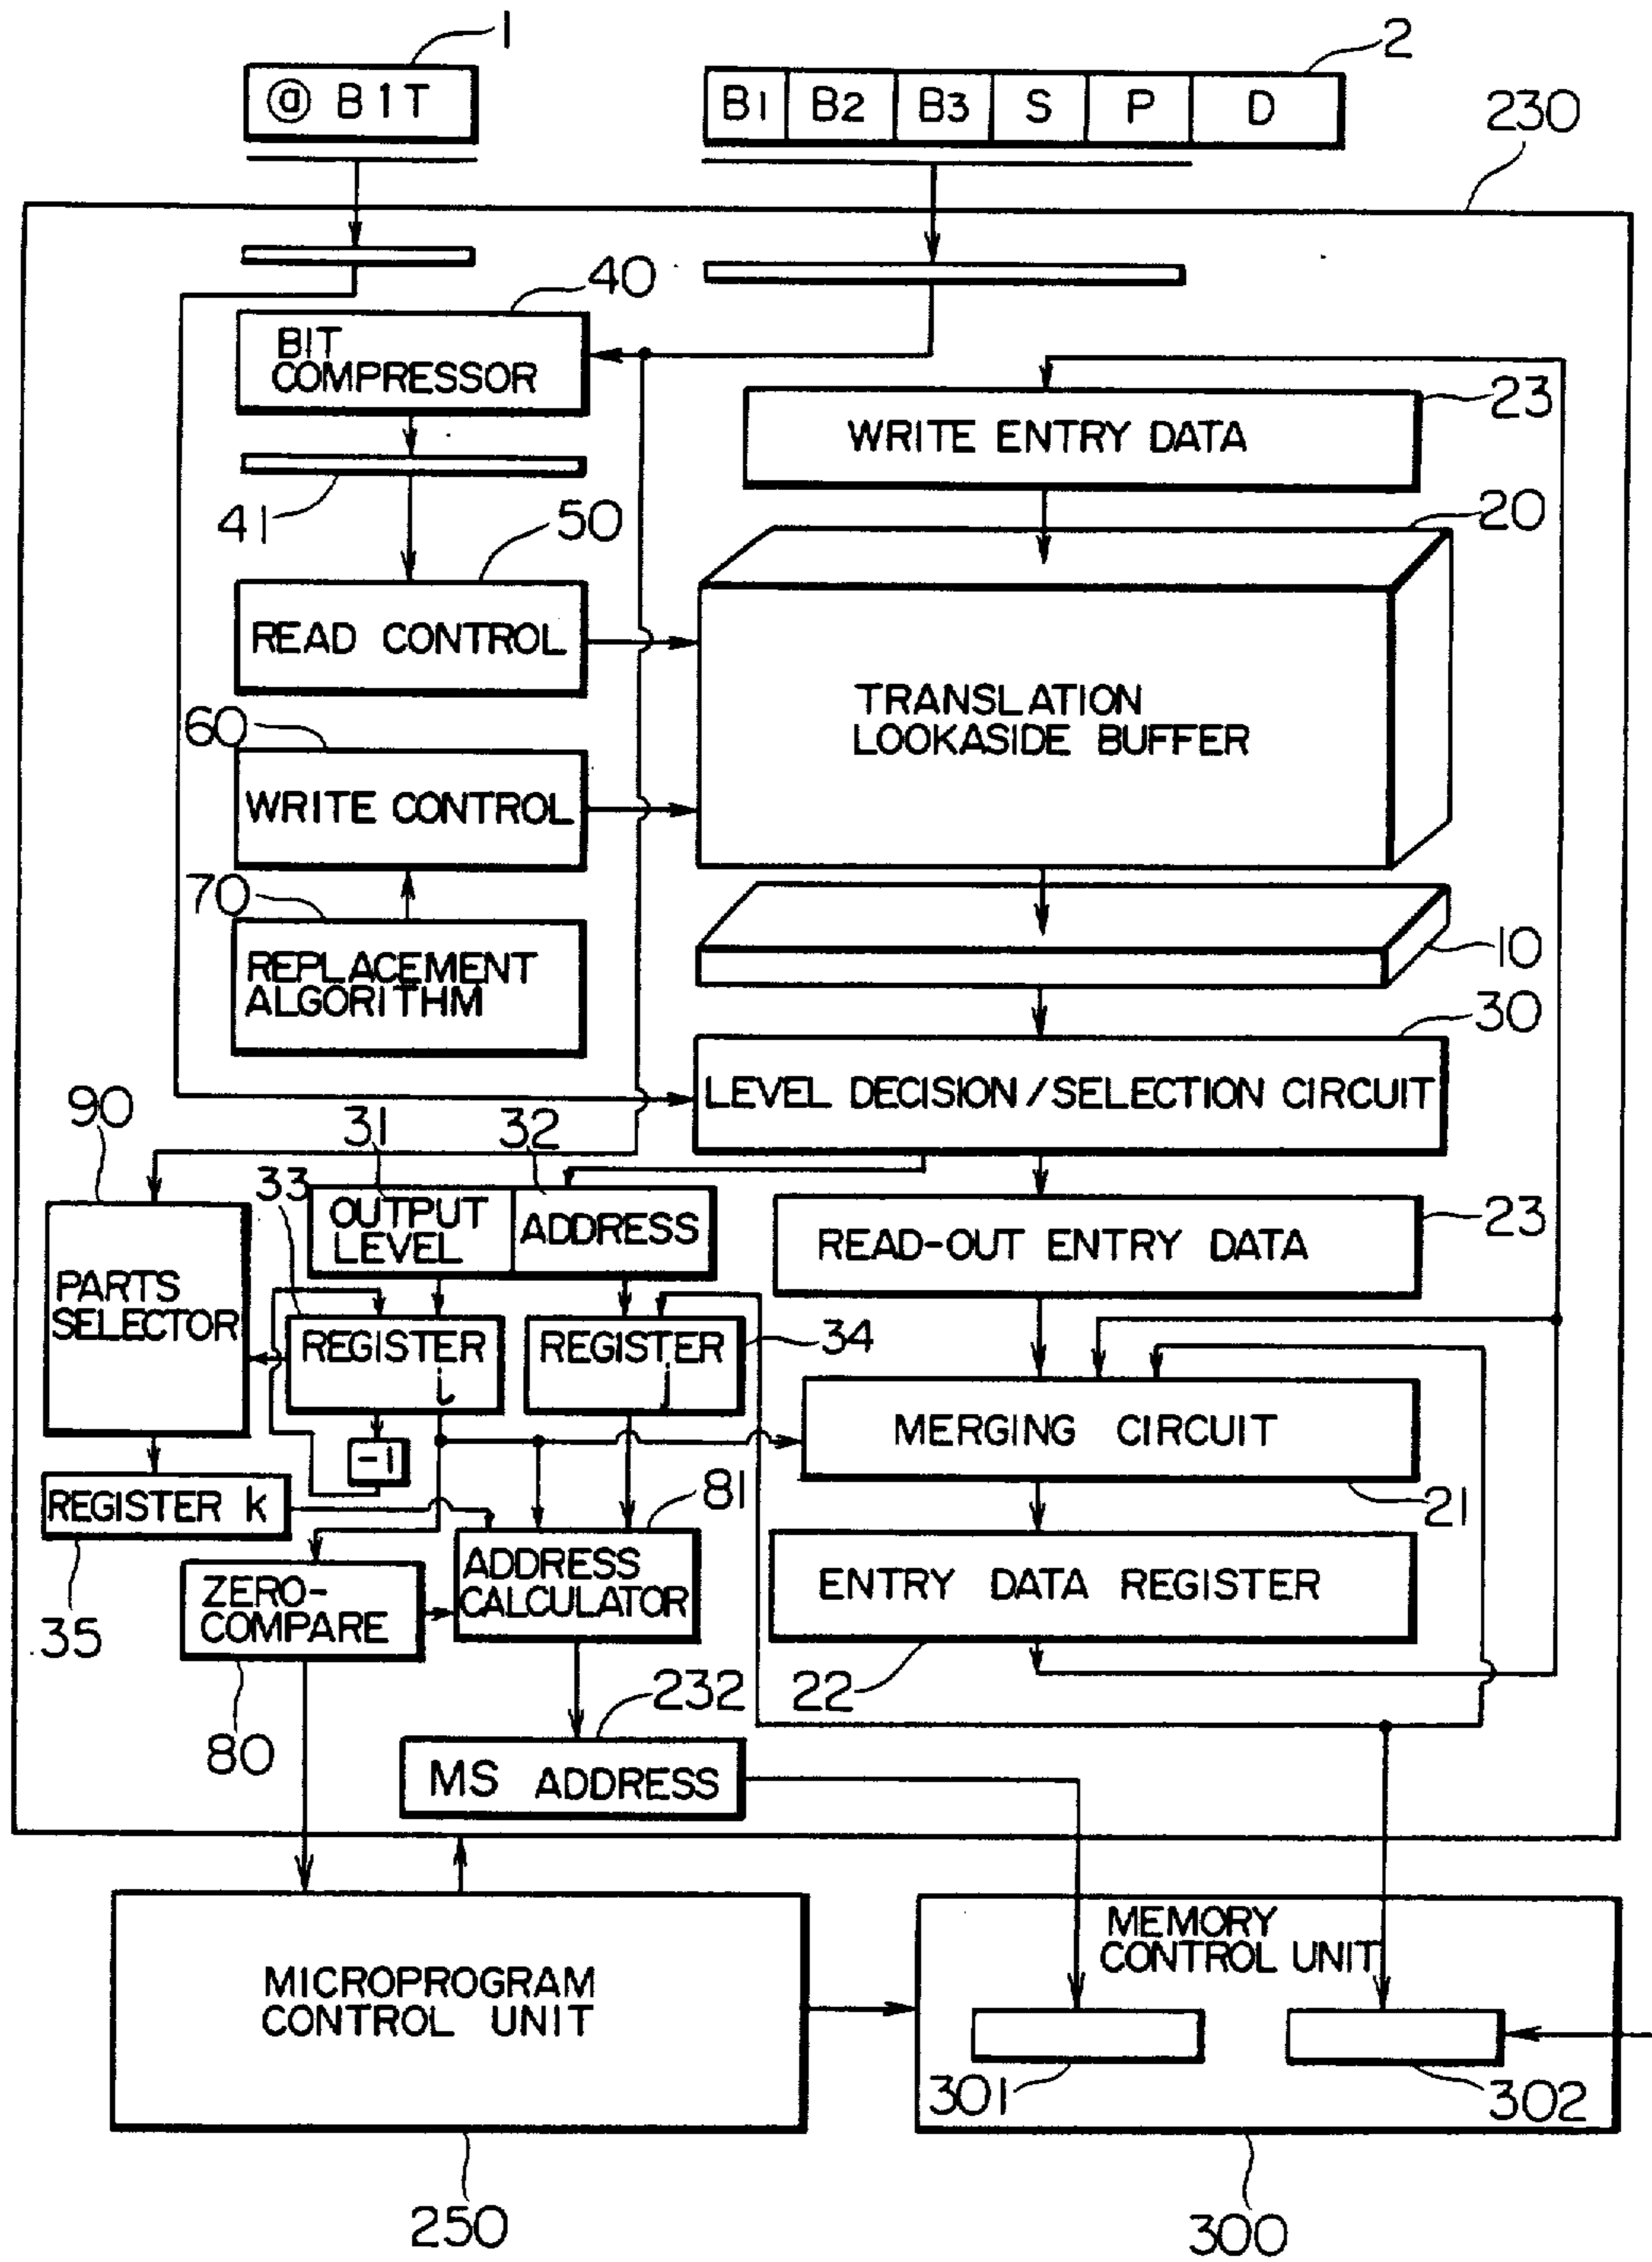 1
2
@ B1T
B1 B2 B3 S P D
230
40
BIT
COMPRESSOR
23
WRITE ENTRY DATA
41
50
20
READ CONTROL
TRANSLATION
LOOKASIDE BUFFER
60
WRITE CONTROL
70
REPLACEMENT
ALGORITHM
10
30
LEVEL DECISION/SELECTION CIRCUIT
90
31
32
33
OUTPUT
LEVEL
ADDRESS
23
READ-OUT ENTRY DATA
PARTS
SELECTOR
REGISTER
i
REGISTER
j
34
MERGING CIRCUIT
-1
21
REGISTER k
81
35
ADDRESS
CALCULATOR
ENTRY DATA REGISTER
ZERO-
COMPARE
22
80
232
MS ADDRESS
MICROPROGRAM
CONTROL UNIT
MEMORY
CONTROL UNIT
301
302
250
300